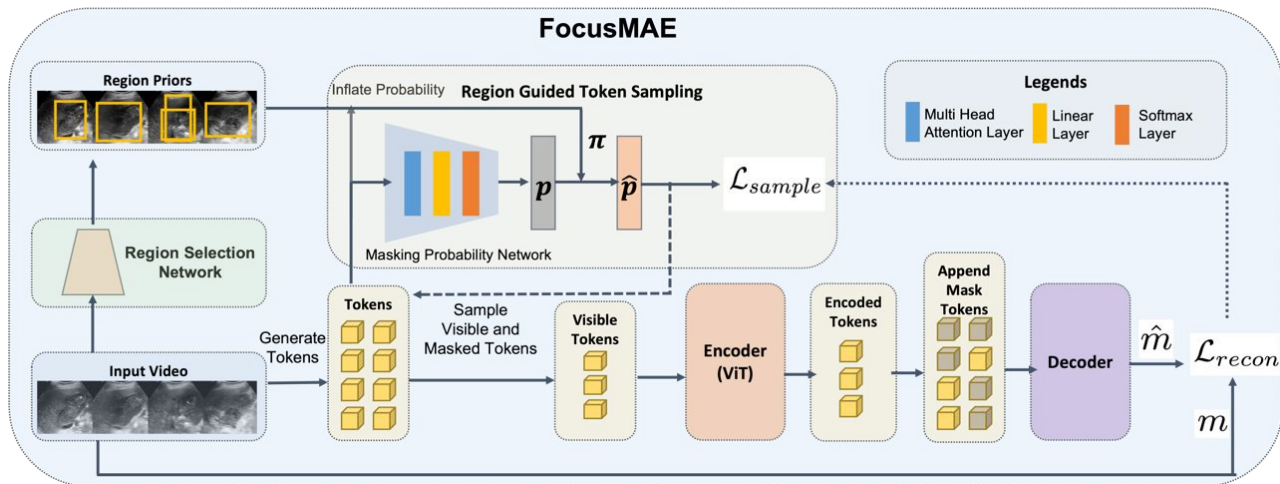 FocusMAE
Region Priors
Inflate Probability
Region Guided Token Sampling
Legends
Multi Head
Attention Layer
Linear
Layer
Softmax
Layer
π
p
p̂
ℒsample
Masking Probability Network
Region Selection
Network
Generate
Tokens
Tokens
Sample
Visible and
Masked Tokens
Visible
Tokens
Encoder
(ViT)
Encoded
Tokens
Append
Mask
Tokens
Decoder
m̂
ℒrecon
m
Input Video